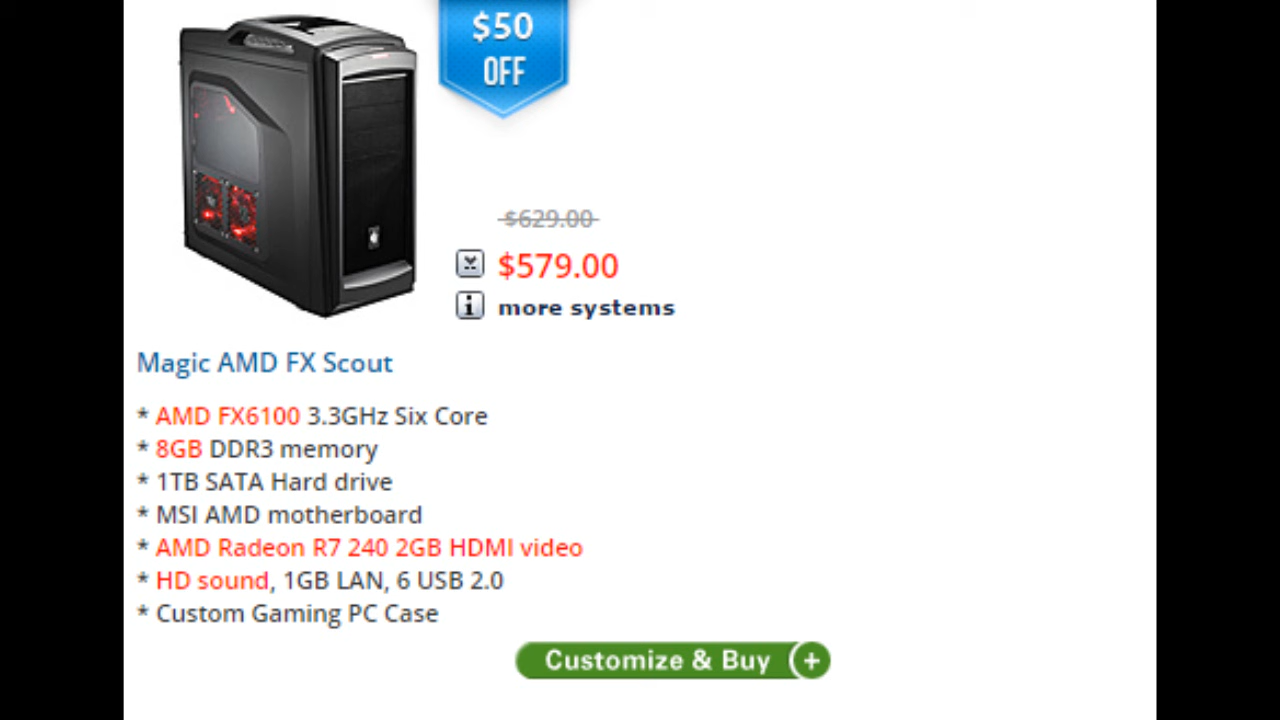 $50
OFF
$629.00
$579.00
more systems
Magic AMD FX Scout
* AMD FX6100 3.3GHz Six Core
* 8GB DDR3 memory
* 1TB SATA Hard drive
* MSI AMD motherboard
* AMD Radeon R7 240 2GB HDMI video
* HD sound, 1GB LAN, 6 USB 2.0
* Custom Gaming PC Case
Customize & Buy